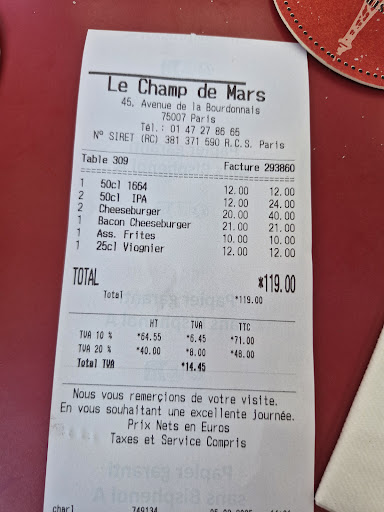 Le Champ de Mars
45, Avenue de la Bourdonnais
75007 Paris
Tél.: 01 47 27 86 65
N° SIRET (RC) 381 371 590 R.C.S. Paris
Table 309 Facture 293860
1 50cl 1664 12.00 12.00
2 50cl IPA 12.00 24.00
2 Cheeseburger 20.00 40.00
1 Bacon Cheeseburger 21.00 21.00
1 Ass. Frites 10.00 10.00
1 25cl Viognier 12.00 12.00
TOTAL *119.00
Total *119.00
HT TVA TTC
TVA 10 % *64.55 *6.45 *71.00
TVA 20 % *40.00 *8.00 *48.00
Total TVA *14.45
Nous vous remerçions de votre visite.
En vous souhaitant une excellente journée.
Prix Nets en Euros
Taxes et Service Compris
Papier garanti
sans Bisphénol A
charl 749134